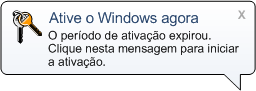 Ative o Windows agora
O período de ativação expirou.
Clique nesta mensagem para iniciar
a ativação.